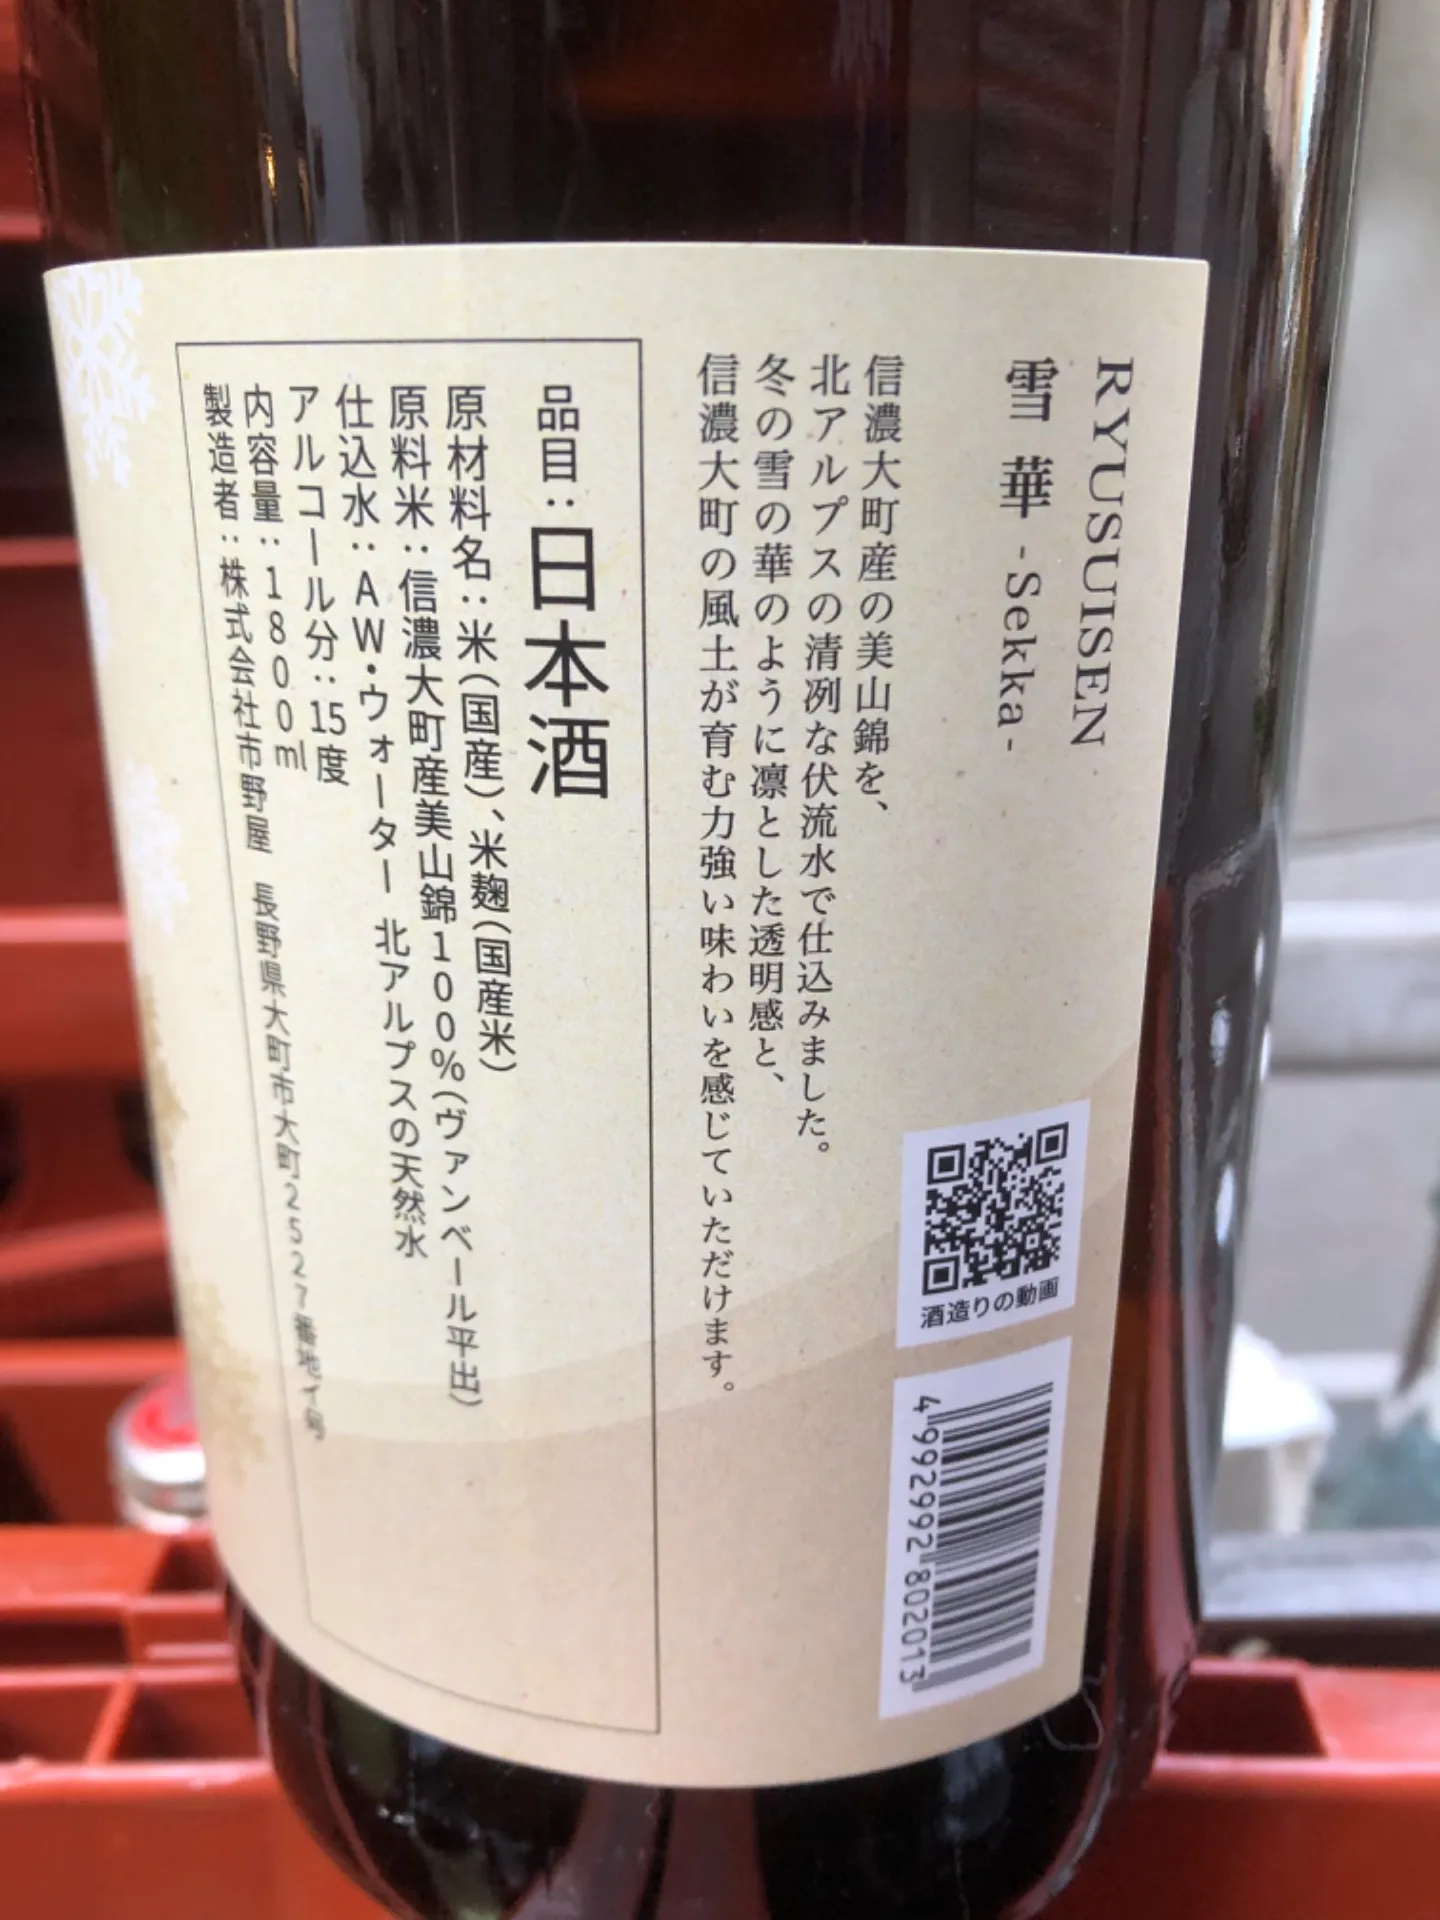 RYUSUISEN
雪華 -Sekka-
信濃大町産の美山錦を、
北アルプスの清冽な伏流水で仕込みました。
冬の雪の華のように凛とした透明感と、
信濃大町の風土が育む力強い味わいを感じていただけます。
酒造りの動画
4992992802013
品目：日本酒
原材料名：米(国産)、米麹(国産米)
原料米：信濃大町産美山錦100%(ヴァンベール平出)
仕込水：AW・ウォーター 北アルプスの天然水
アルコール分：15度
内容量：1800ml
製造者：株式会社市野屋 長野県大町市大町2527番地イ号